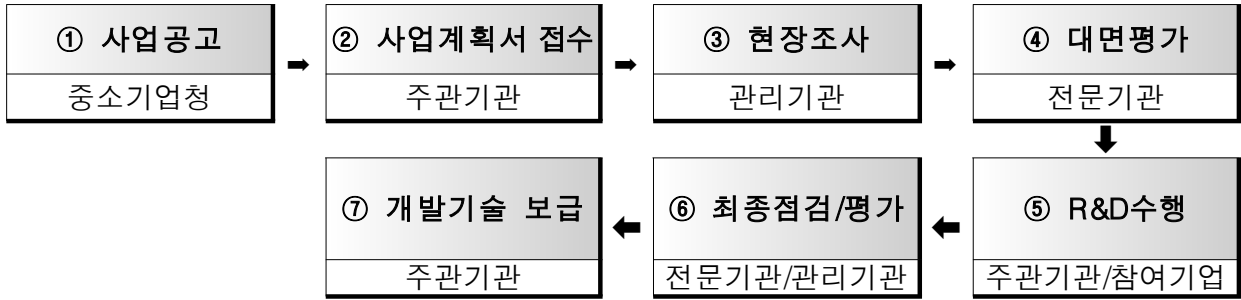 ① 사업공고
중소기업청
② 사업계획서 접수
주관기관
③ 현장조사
관리기관
④ 대면평가
전문기관
⑤ R&D수행
주관기관/참여기업
⑥ 최종점검/평가
전문기관/관리기관
⑦ 개발기술 보급
주관기관